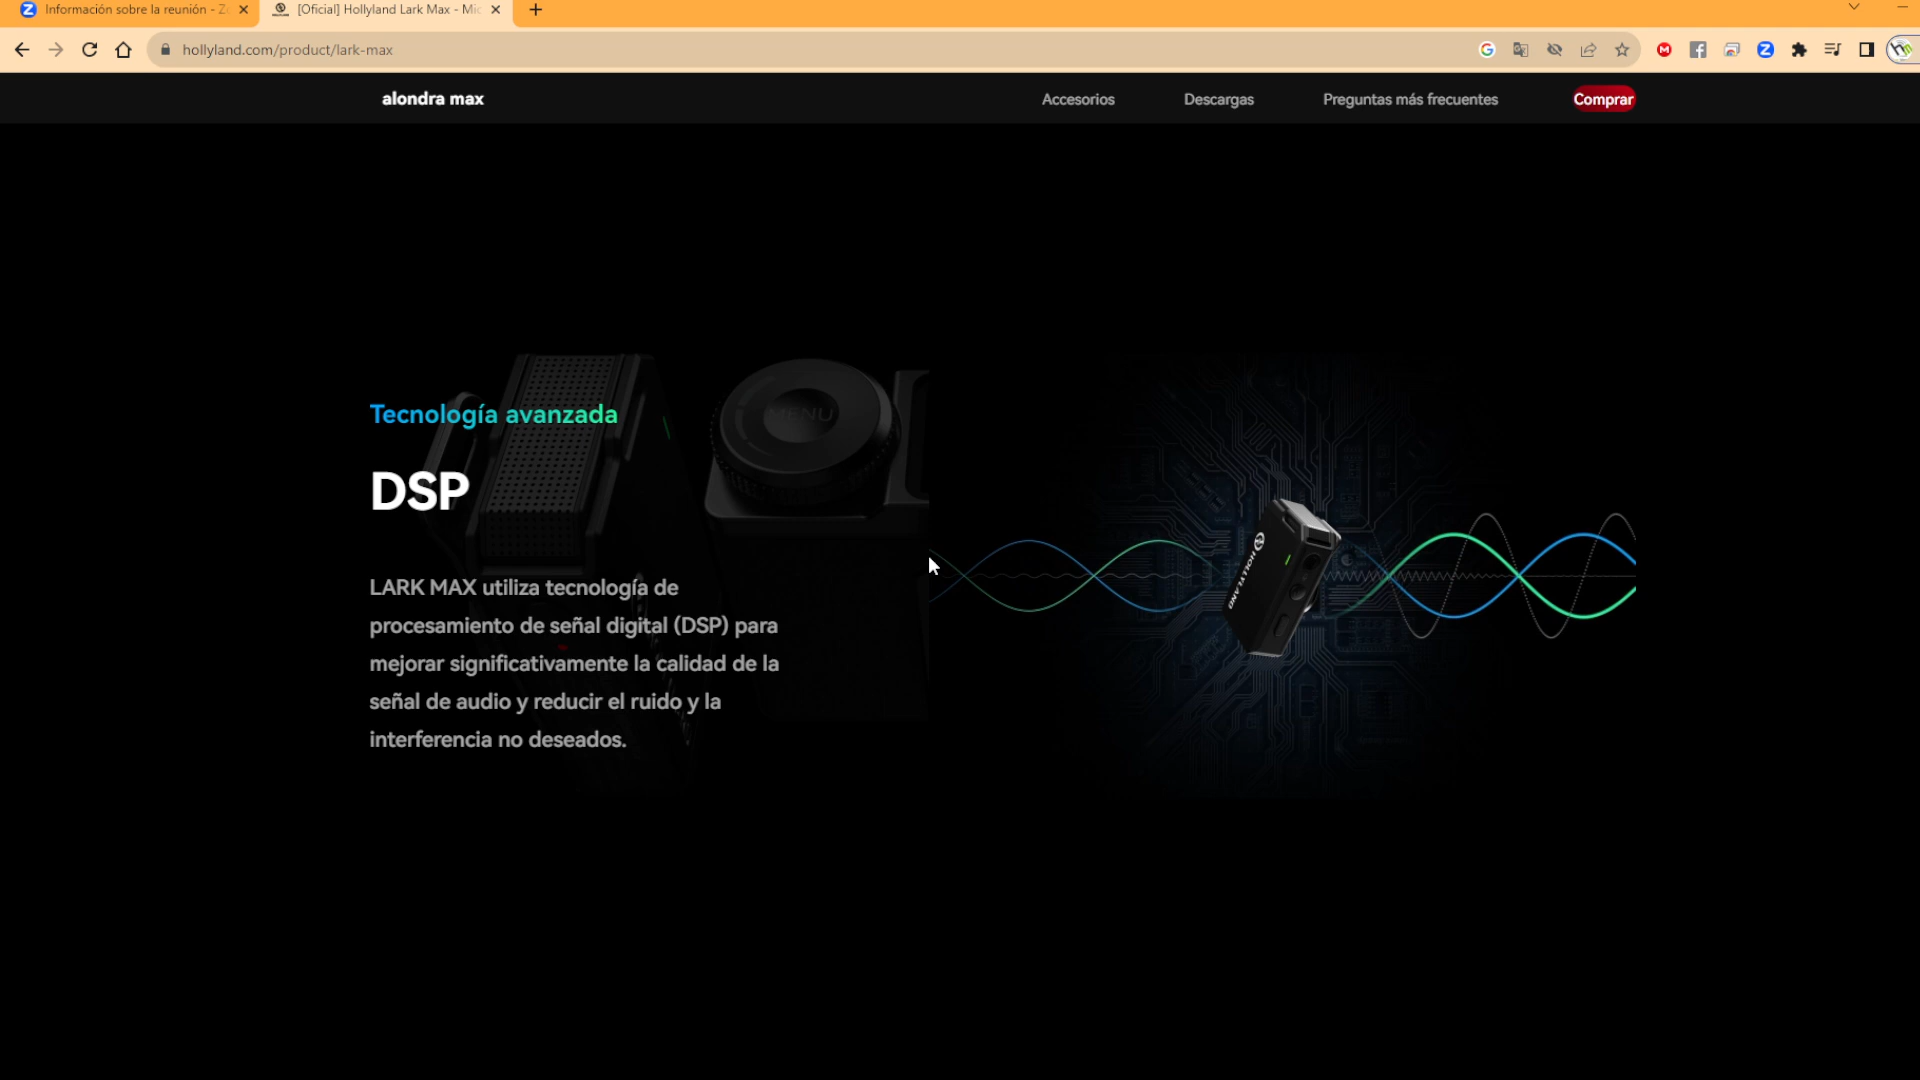 Información sobre la reunión - Z
[Oficial] Hollyland Lark Max - Mic
hollyland.com/product/lark-max
alondra max
Accesorios
Descargas
Preguntas más frecuentes
Comprar
Tecnología avanzada
MENU
DSP
HOLLYLAND
LARK MAX utiliza tecnología de
procesamiento de señal digital (DSP) para
mejorar significativamente la calidad de la
señal de audio y reducir el ruido y la
interferencia no deseados.